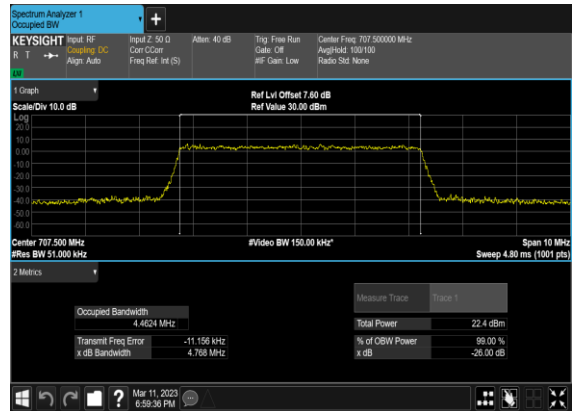 Spectrum Analyzer 1
Occupied BW
+
KEYSIGHT Input: RF Input Z: 50 Ω Atten: 40 dB Trig: Free Run Center Freq: 707.500000 MHz
R T Coupling: DC Corr CCorr Gate: Off Avg|Hold: 100/100
Align: Auto Freq Ref: Int (S) #IF Gain: Low Radio Std: None
1 Graph
Ref Lvl Offset 7.60 dB
Scale/Div 10.0 dB Ref Value 30.00 dBm
Log
20.0
10.0
0.00
-10.0
-20.0
-30.0
-40.0
-50.0
-60.0
Center 707.500 MHz #Video BW 150.00 kHz* Span 10 MHz
#Res BW 51.000 kHz Sweep 4.80 ms (1001 pts)
2 Metrics
Measure Trace Trace 1
Occupied Bandwidth
4.4624 MHz Total Power 22.4 dBm
Transmit Freq Error -11.156 kHz % of OBW Power 99.00 %
x dB Bandwidth 4.768 MHz x dB -26.00 dB
? Mar 11, 2023
6:59:36 PM